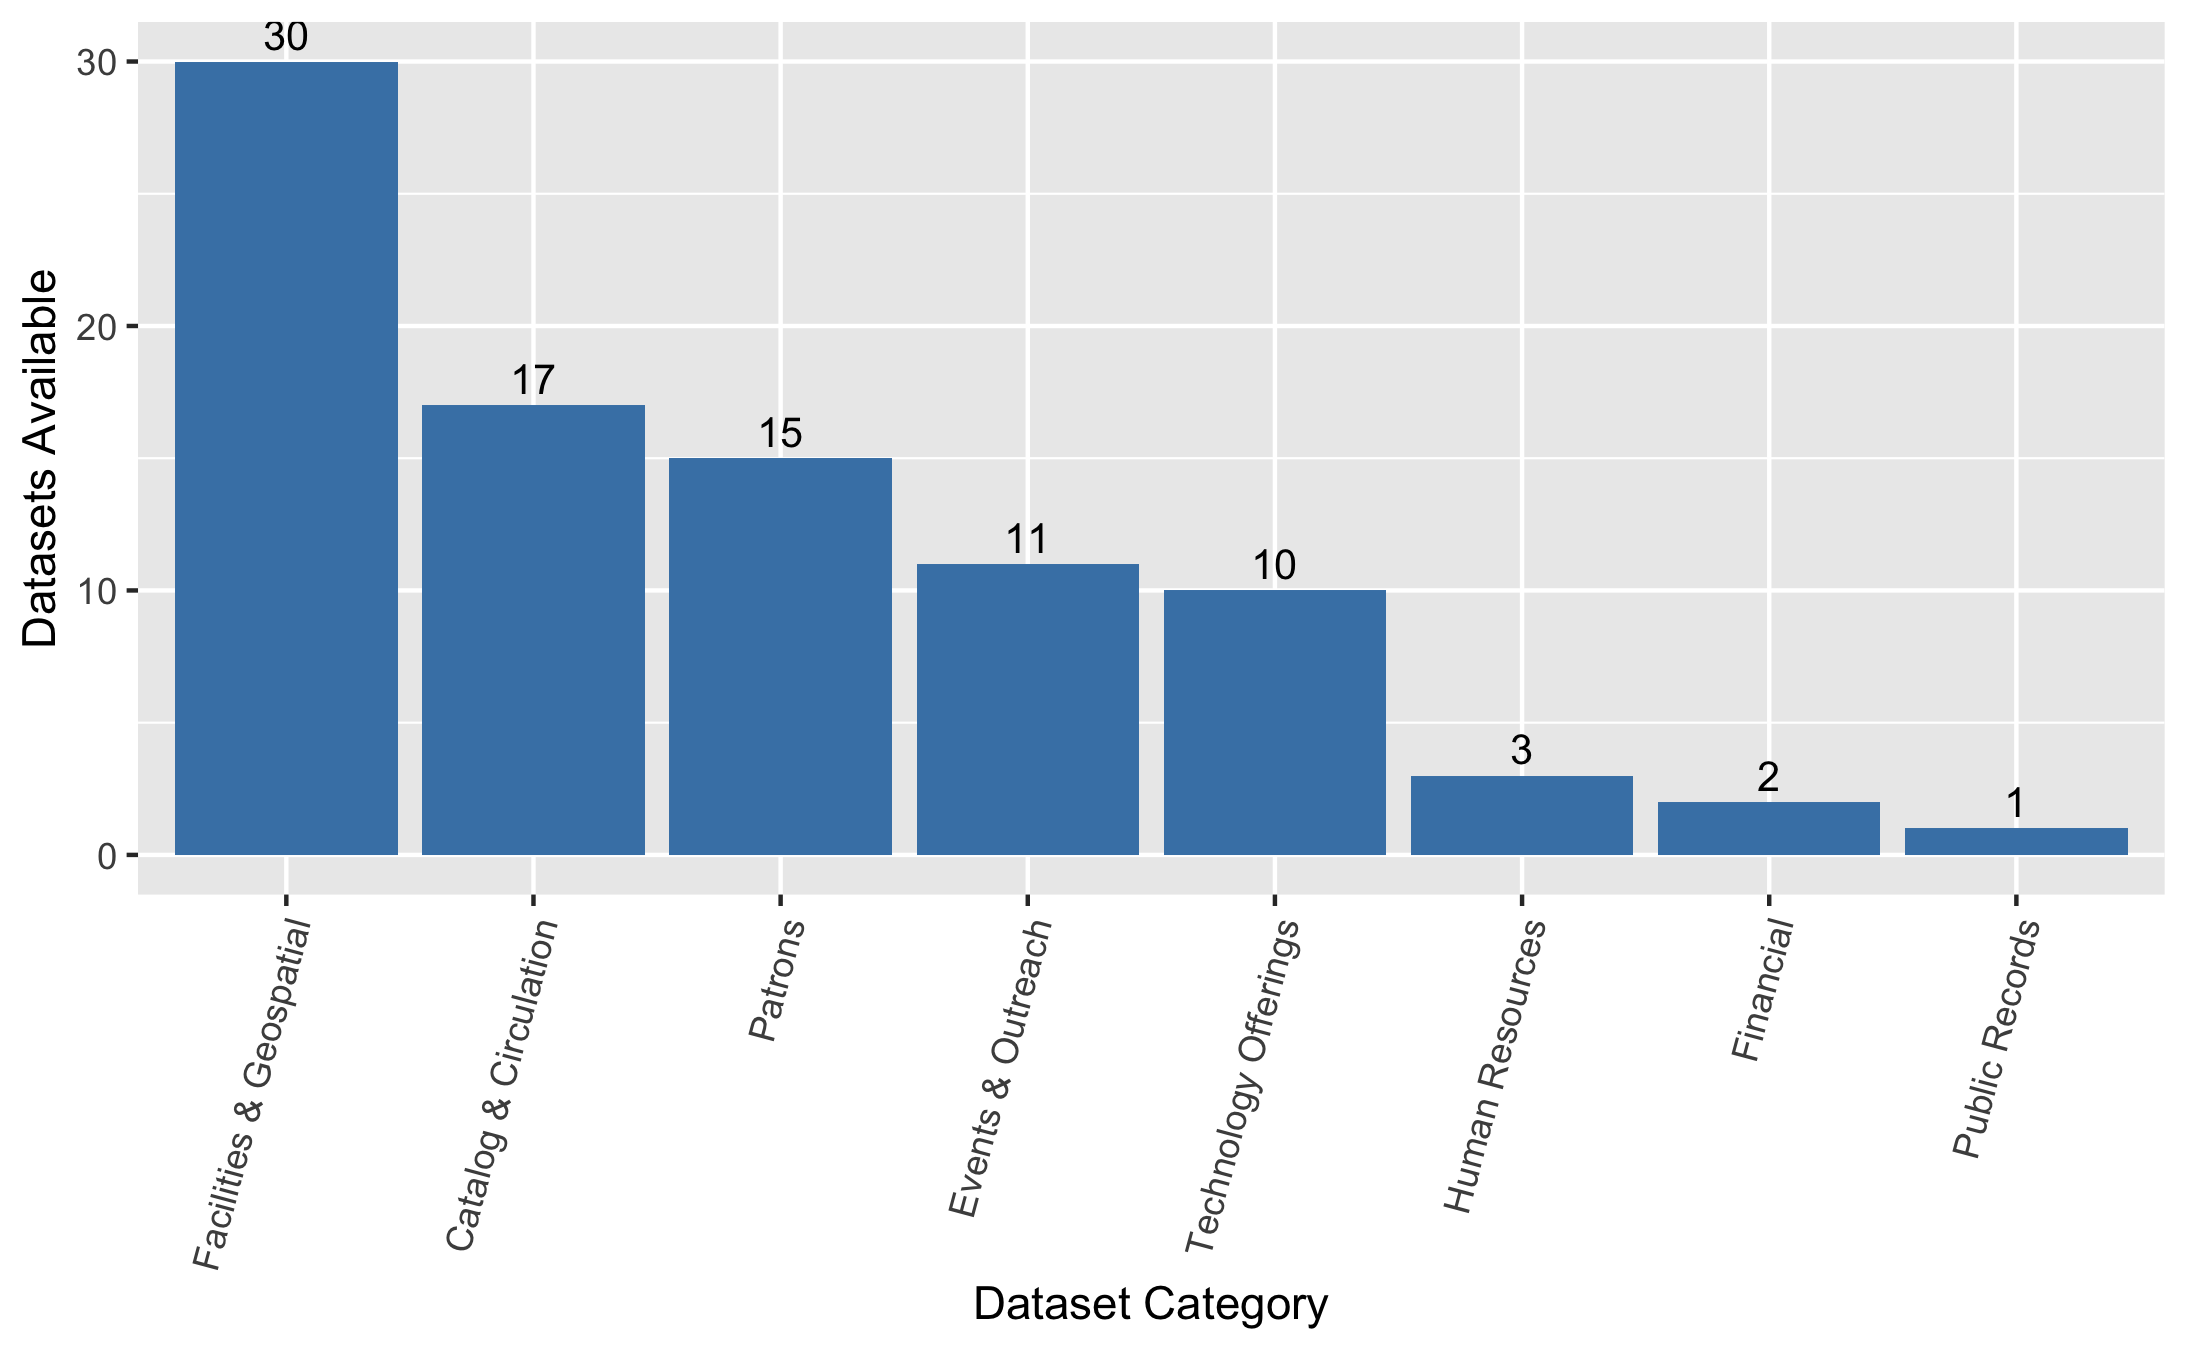 Datasets Available
30
20
10
0
30
17
15
11
10
3
2
1
Facilities & Geospatial
Catalog & Circulation
Patrons
Events & Outreach
Technology Offerings
Human Resources
Financial
Public Records
Dataset Category